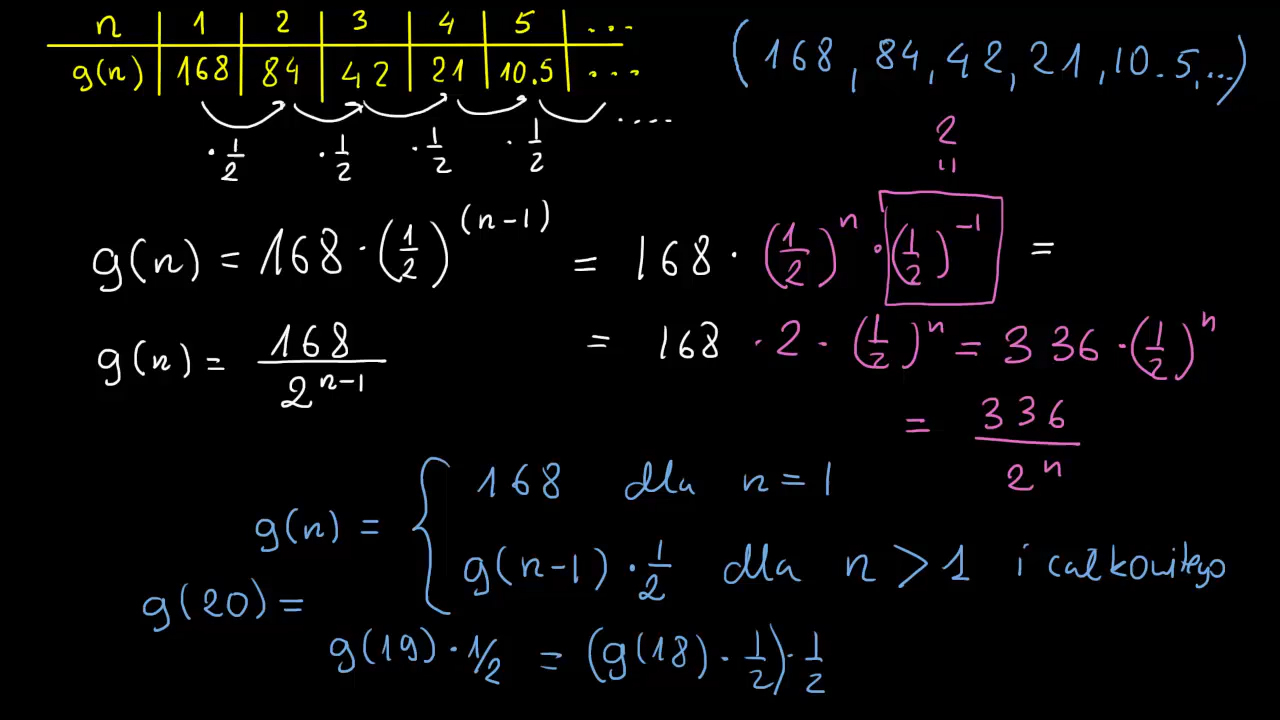 n | 1 | 2 | 3 | 4 | 5 | ...
g(n) | 168 | 84 | 42 | 21 | 10.5 | ...
(168, 84, 42, 21, 10.5, ...)
· 1/2 · 1/2 · 1/2 · 1/2 ....
2
=
g(n) = 168 · (1/2)^(n-1) = 168 · (1/2)^n · (1/2)^-1 =
= 168 · 2 · (1/2)^n = 336 · (1/2)^n
g(n) = 168/2^(n-1)
= 336/2^n
g(n) = { 168 dla n = 1
g(n-1) · 1/2 dla n > 1 i całkowitego
g(20) =
g(19) · 1/2 = (g(18) · 1/2) · 1/2